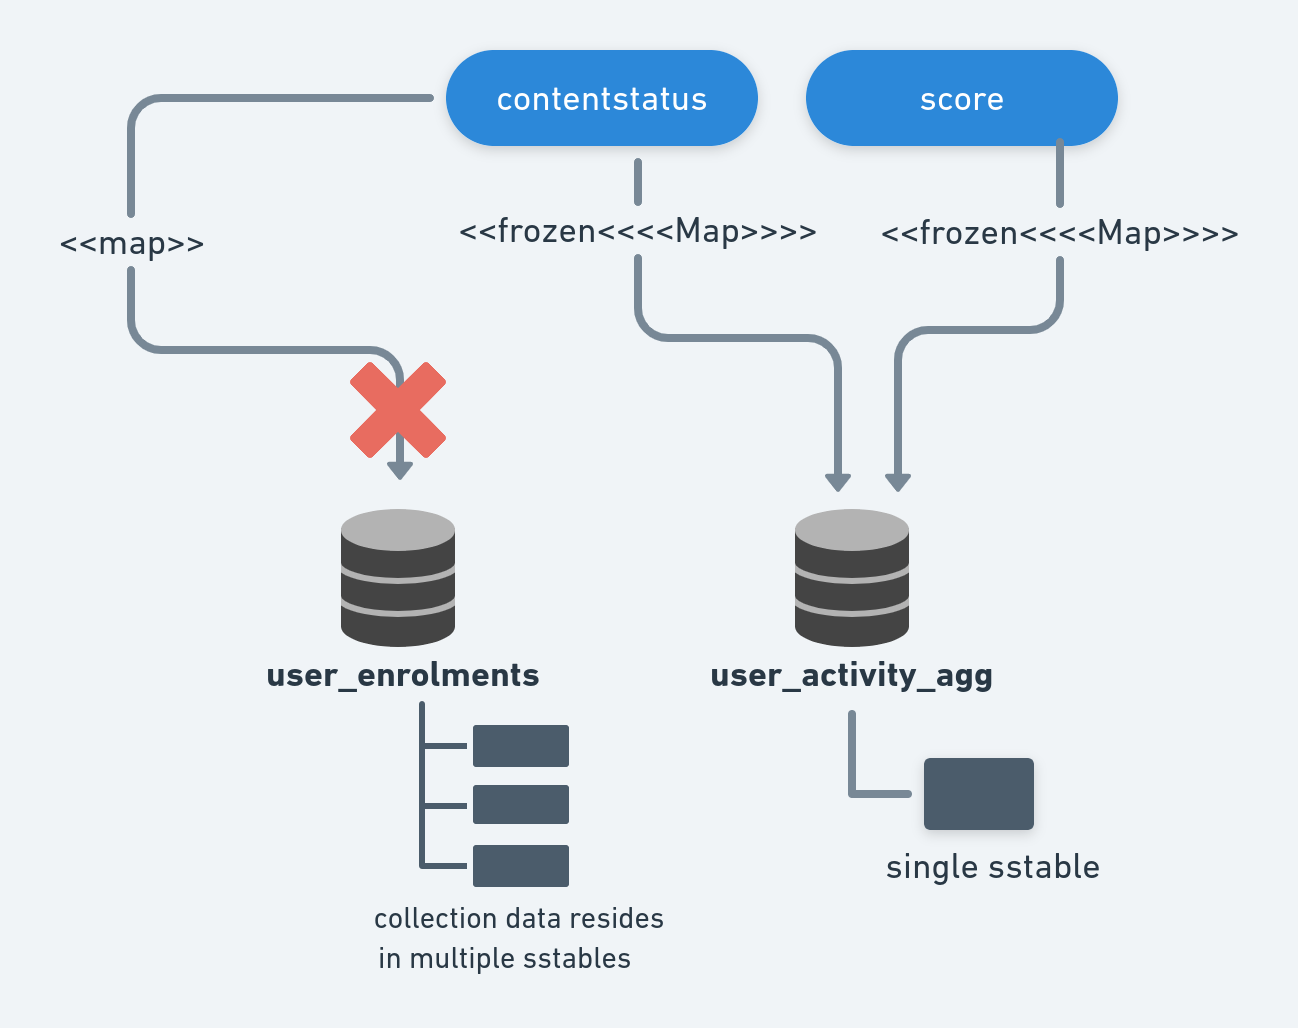 contentstatus
score
<<map>>
<<frozen<<<<Map>>>>
<<frozen<<<<Map>>>>
user_enrolments
user_activity_agg
single sstable
collection data resides
in multiple sstables